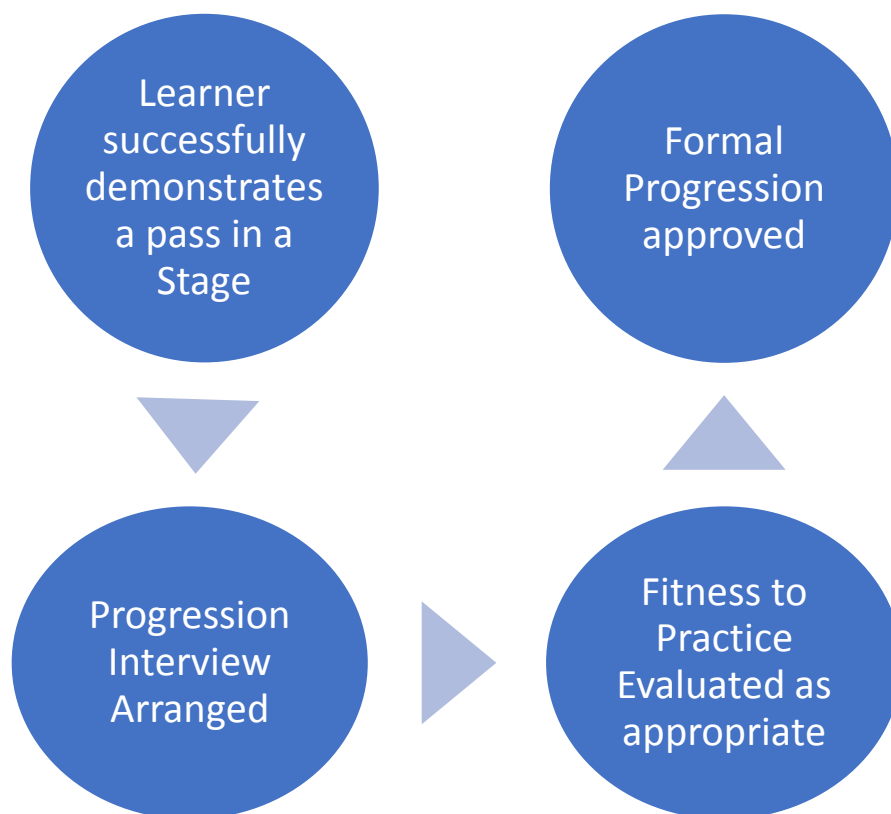 Learner
successfully
demonstrates
a pass in a
Stage
Progression
Interview
Arranged
Fitness to
Practice
Evaluated as
appropriate
Formal
Progression
approved